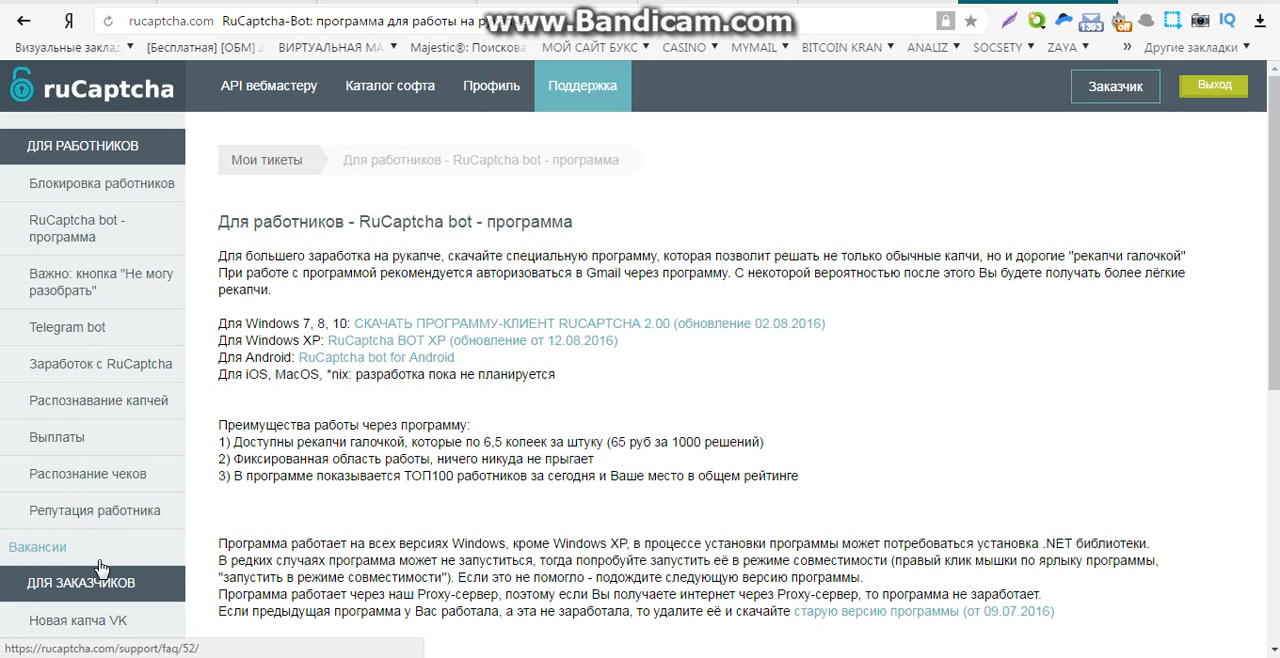 Я rucaptcha.com RuCaptcha-Bot: программа для работы на
www.Bandicam.com
1393
off
IQ
Визуальные заклад [Бесплатная] [ОБМ] ВИРТУАЛЬНАЯ МА Majestic®: Поискова МОЙ САЙТ БУКС CASINO MYMAIL BITCOIN KRAN ANALIZ SOCSETY ZAYA » Другие закладки
ruCaptcha API вебмастеру Каталог софта Профиль Поддержка Заказчик Выход
ДЛЯ РАБОТНИКОВ
Блокировка работников
RuCaptcha bot -
программа
Важно: кнопка "Не могу
разобрать"
Telegram bot
Заработок с RuCaptcha
Распознавание капчей
Выплаты
Распознание чеков
Репутация работника
Вакансии
ДЛЯ ЗАКАЗЧИКОВ
Новая капча VK
https://rucaptcha.com/support/faq/52/
Мои тикеты Для работников - RuCaptcha bot - программа
Для работников - RuCaptcha bot - программа
Для большего заработка на рукапче, скачайте специальную программу, которая позволит решать не только обычные капчи, но и дорогие "рекапчи галочкой"
При работе с программой рекомендуется авторизоваться в Gmail через программу. С некоторой вероятностью после этого Вы будете получать более лёгкие
рекапчи.
Для Windows 7, 8, 10: СКАЧАТЬ ПРОГРАММУ-КЛИЕНТ RUCAPTCHA 2.00 (обновление 02.08.2016)
Для Windows XP: RuCaptcha BOT XP (обновление от 12.08.2016)
Для Android: RuCaptcha bot for Android
Для iOS, MacOS, *nix: разработка пока не планируется
Преимущества работы через программу:
1) Доступны рекапчи галочкой, которые по 6,5 копеек за штуку (65 руб за 1000 решений)
2) Фиксированная область работы, ничего никуда не прыгает
3) В программе показывается ТОП100 работников за сегодня и Ваше место в общем рейтинге
Программа работает на всех версиях Windows, кроме Windows XP, в процессе установки программы может потребоваться установка .NET библиотеки.
В редких случаях программа может не запуститься, тогда попробуйте запустить её в режиме совместимости (правый клик мышки по ярлыку программы,
"запустить в режиме совместимости"). Если это не помогло - подождите следующую версию программы.
Программа работает через наш Proxy-сервер, поэтому если Вы получаете интернет через Proxy-сервер, то программа не заработает.
Если предыдущая программа у Вас работала, а эта не заработала, то удалите её и скачайте старую версию программы (от 09.07.2016)